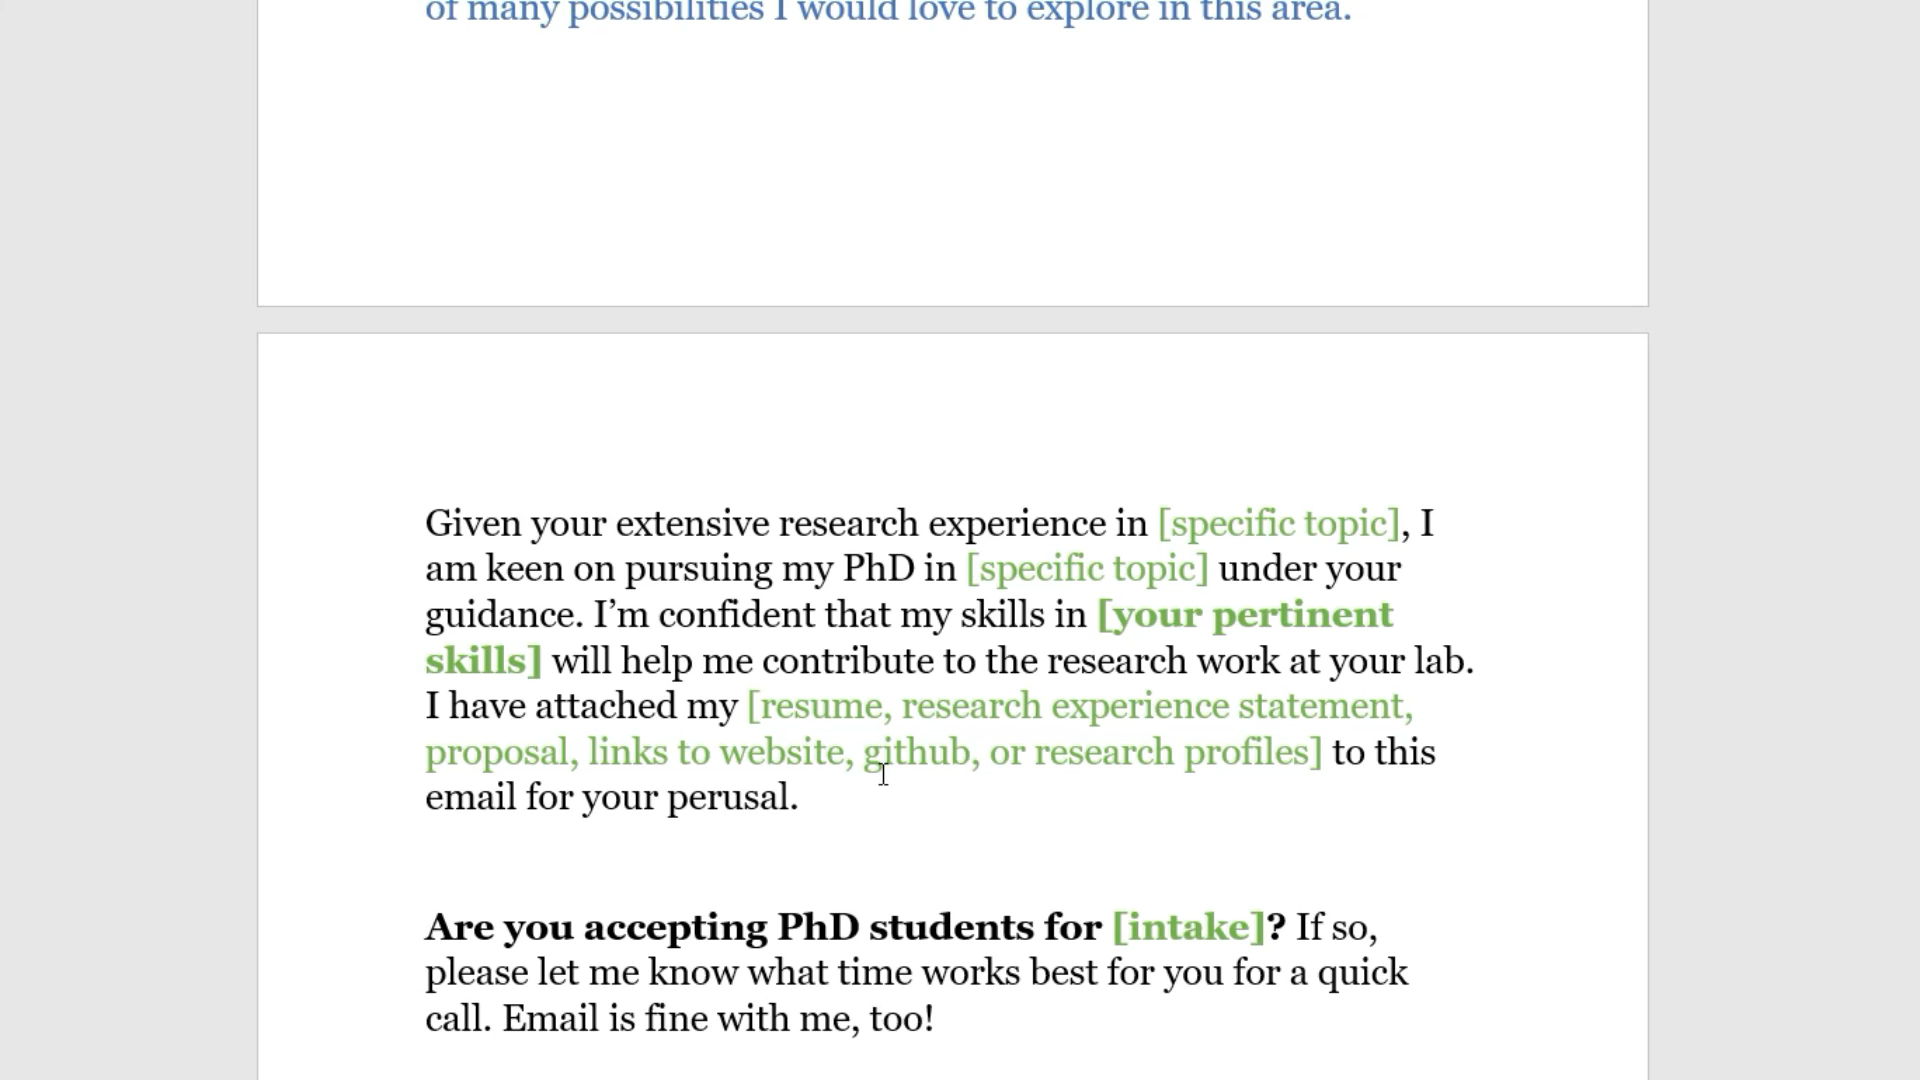 of many possibilities I would love to explore in this area.
Given your extensive research experience in [specific topic], I
am keen on pursuing my PhD in [specific topic] under your
guidance. I’m confident that my skills in [your pertinent
skills] will help me contribute to the research work at your lab.
I have attached my [resume, research experience statement,
proposal, links to website, github, or research profiles] to this
email for your perusal.
Are you accepting PhD students for [intake]? If so,
please let me know what time works best for you for a quick
call. Email is fine with me, too!